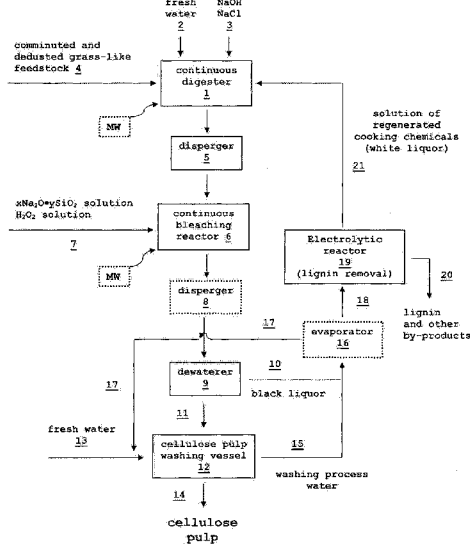 fresh
water
2
NaOH
NaCl
3
comminuted and
dedusted grass-like
feedstock 4
continuous
digester
1
MW
solution of
regenerated
cooking chemicals
(white liquor)
21
disperger
5
xNa₂O•ySiO₂ solution
H₂O₂ solution
7
continuous
bleaching
reactor 6
MW
Electrolytic
reactor
19
(lignin removal)
20
lignin
and other
by-products
disperger
8
18
17
evaporator
16
dewaterer
9
10
black liquor
17
11
fresh water
13
cellulose pulp
washing vessel
12
15
washing process
water
14
cellulose
pulp